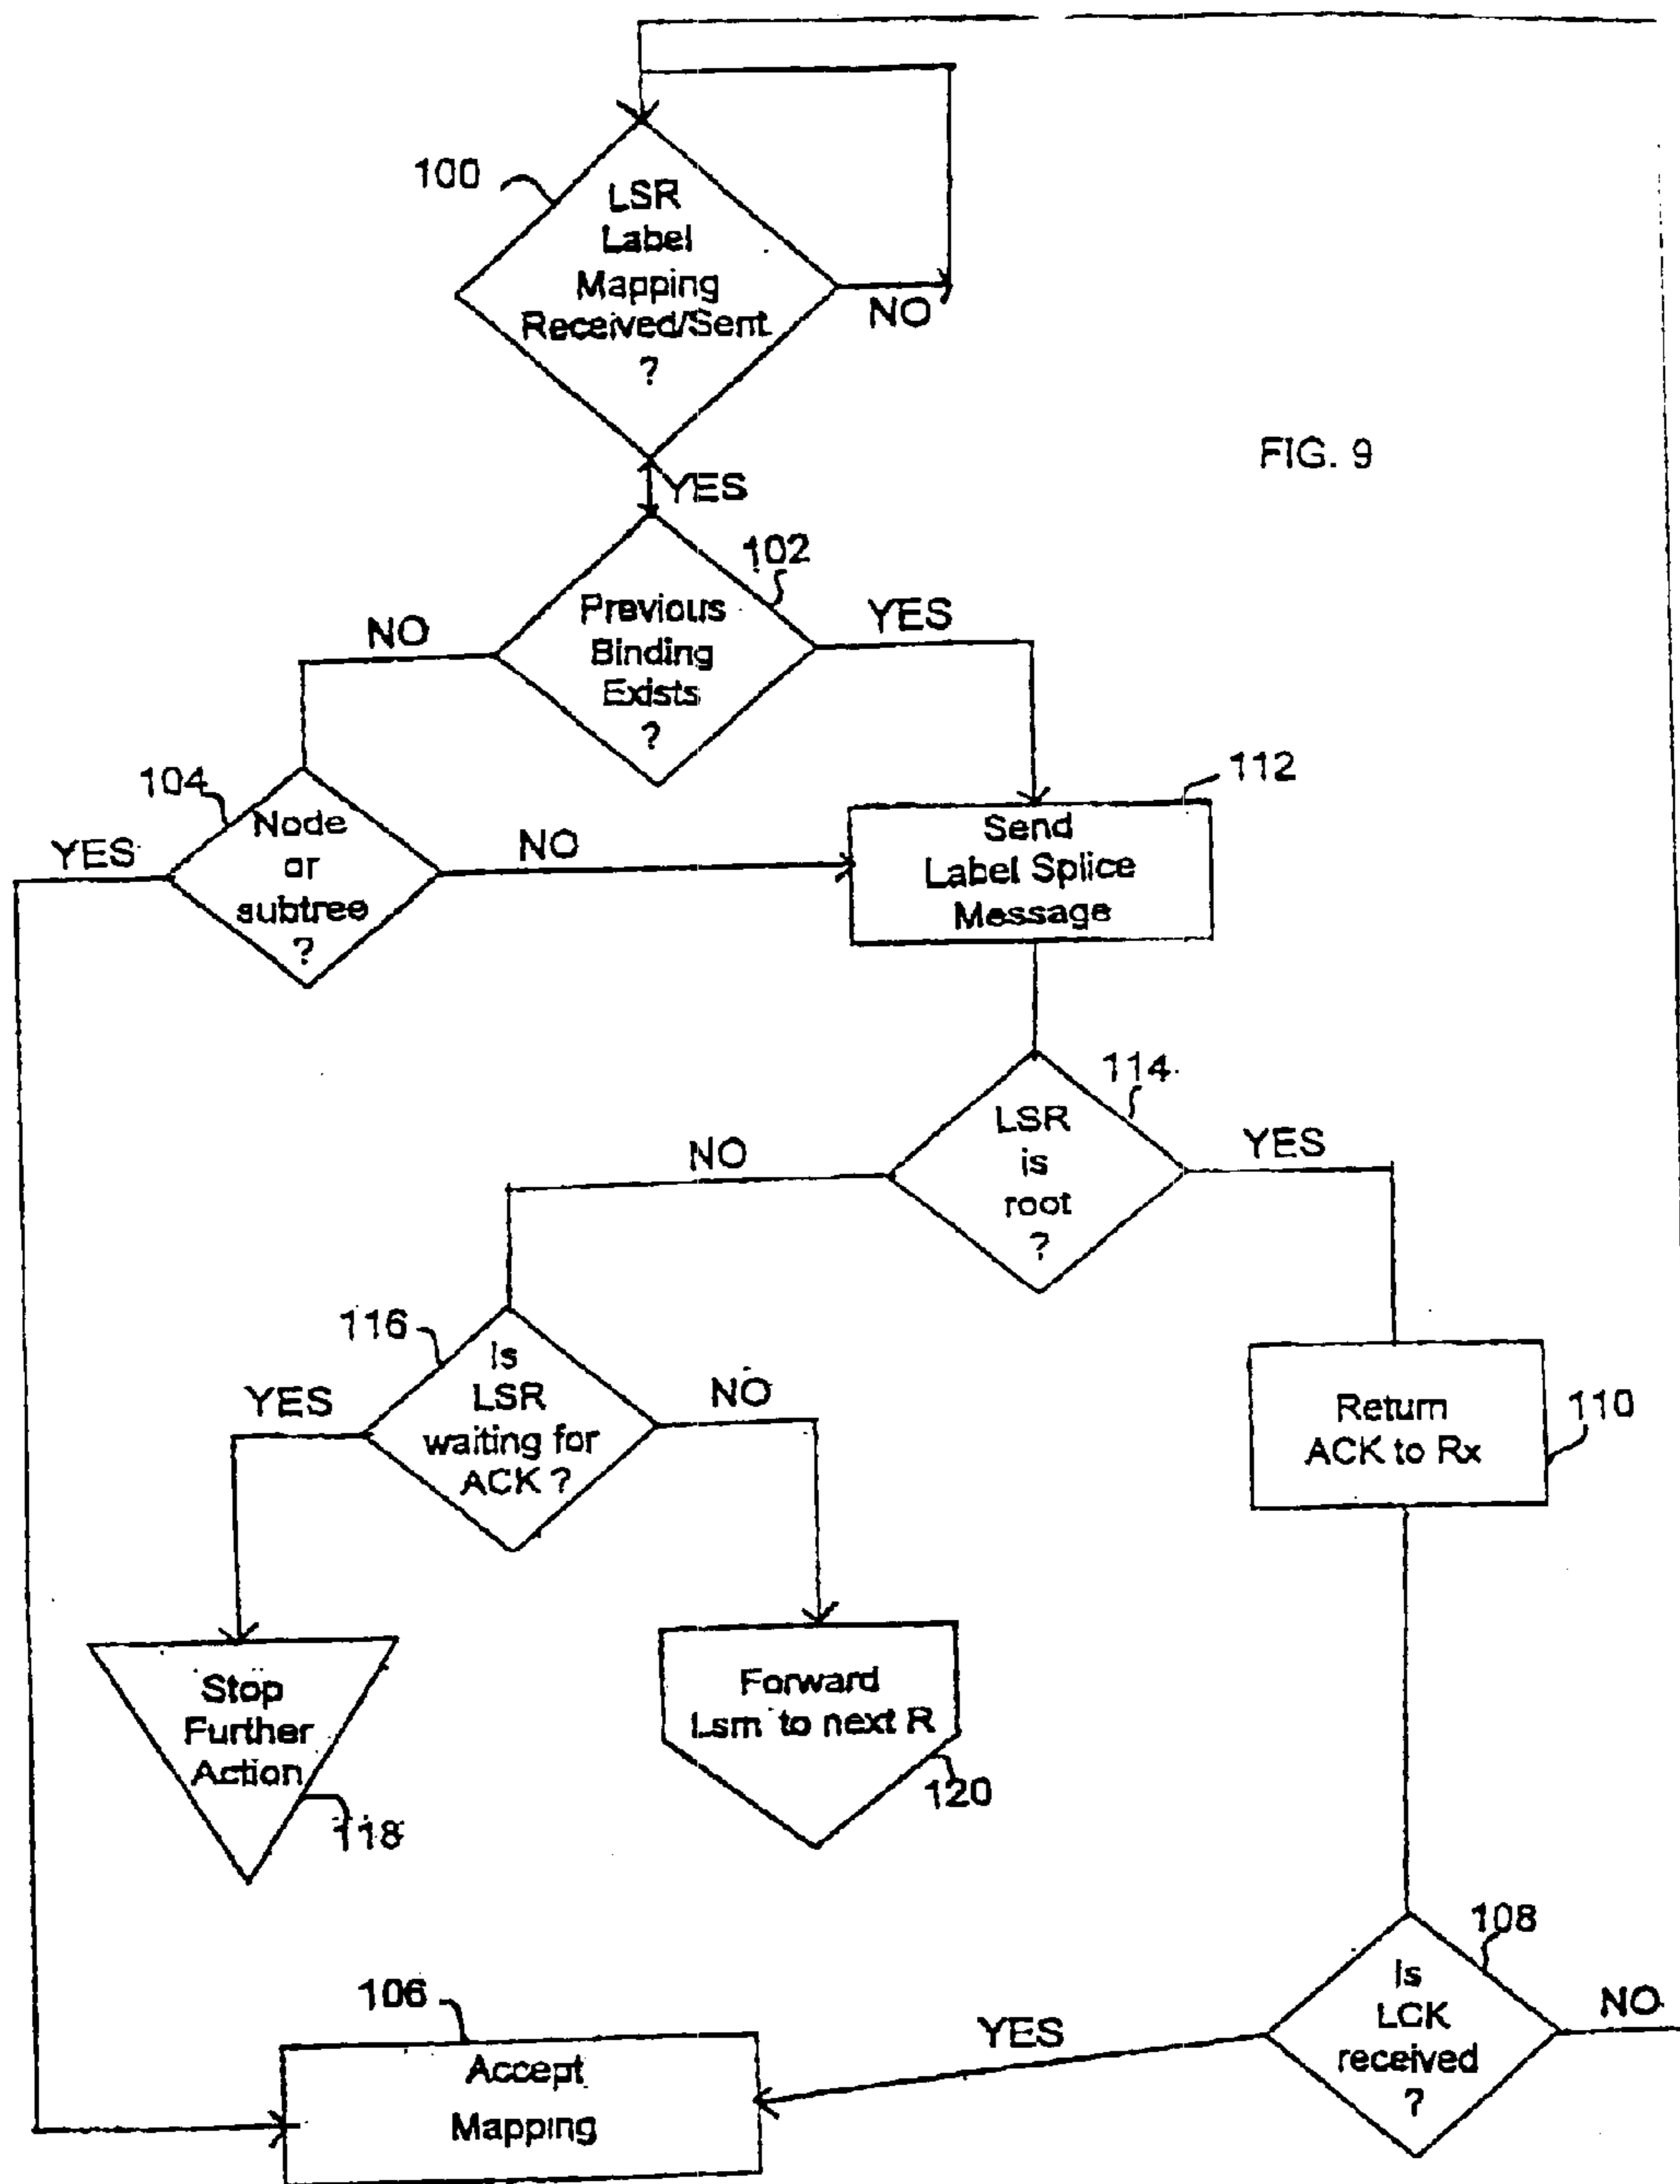 100
LSR
Label
Mapping
Received/Sent
?
NO
FIG. 9
YES
102
Previous
Binding
Exists
?
NO
YES
104
Node
or
subtree
?
YES
NO
112
Send
Label Splice
Message
114
LSR
is
root
?
NO
YES
116
Is
LSR
waiting for
ACK ?
YES
NO
Return
ACK to Rx
110
Stop
Further
Action
118
Forward
Lsm to next R
120
108
Is
LCK
received
?
YES
NO
106
Accept
Mapping